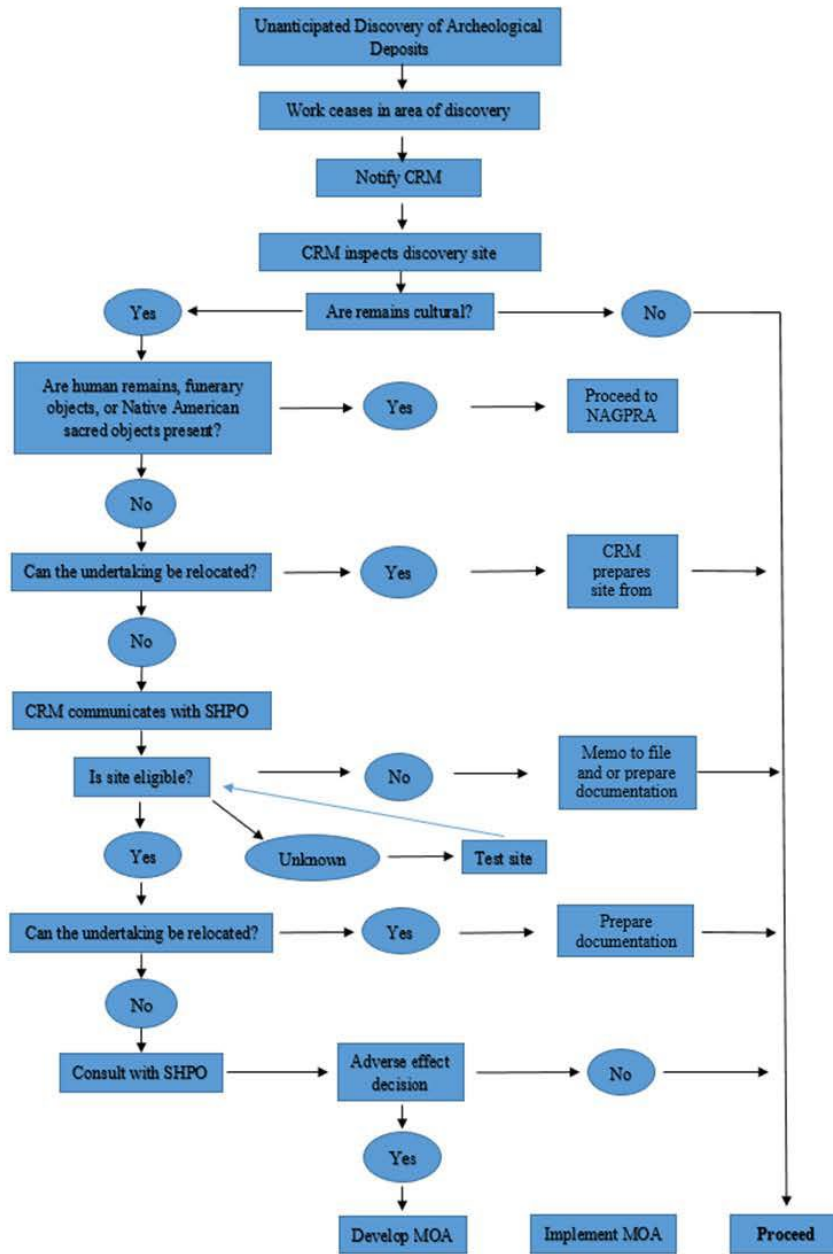 Unanticipated Discovery of Archeological
Deposits
Work ceases in area of discovery
Notify CRM
CRM inspects discovery site
Yes
Are remains cultural?
No
Are human remains, funerary
objects, or Native American
sacred objects present?
Yes
Proceed to
NAGPRA
No
Can the undertaking be relocated?
Yes
CRM
prepares
site from
No
CRM communicates with SHPO
Is site eligible?
No
Memo to file
and or prepare
documentation
Yes
Unknown
Test site
Can the undertaking be relocated?
Yes
Prepare
documentation
No
Consult with SHPO
Adverse effect
decision
No
Yes
Develop MOA
Implement MOA
Proceed